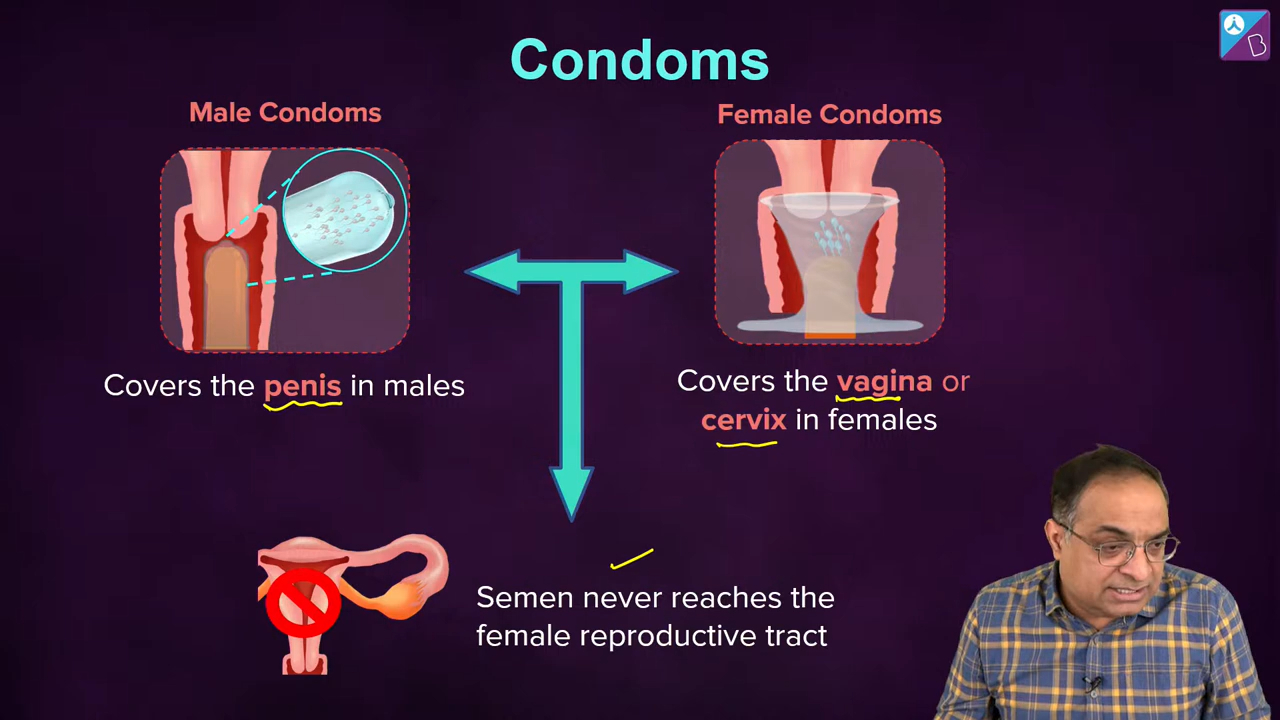 Condoms
Male Condoms
Female Condoms
Covers the penis in males
Covers the vagina or
cervix in females
Semen never reaches the
female reproductive tract
B